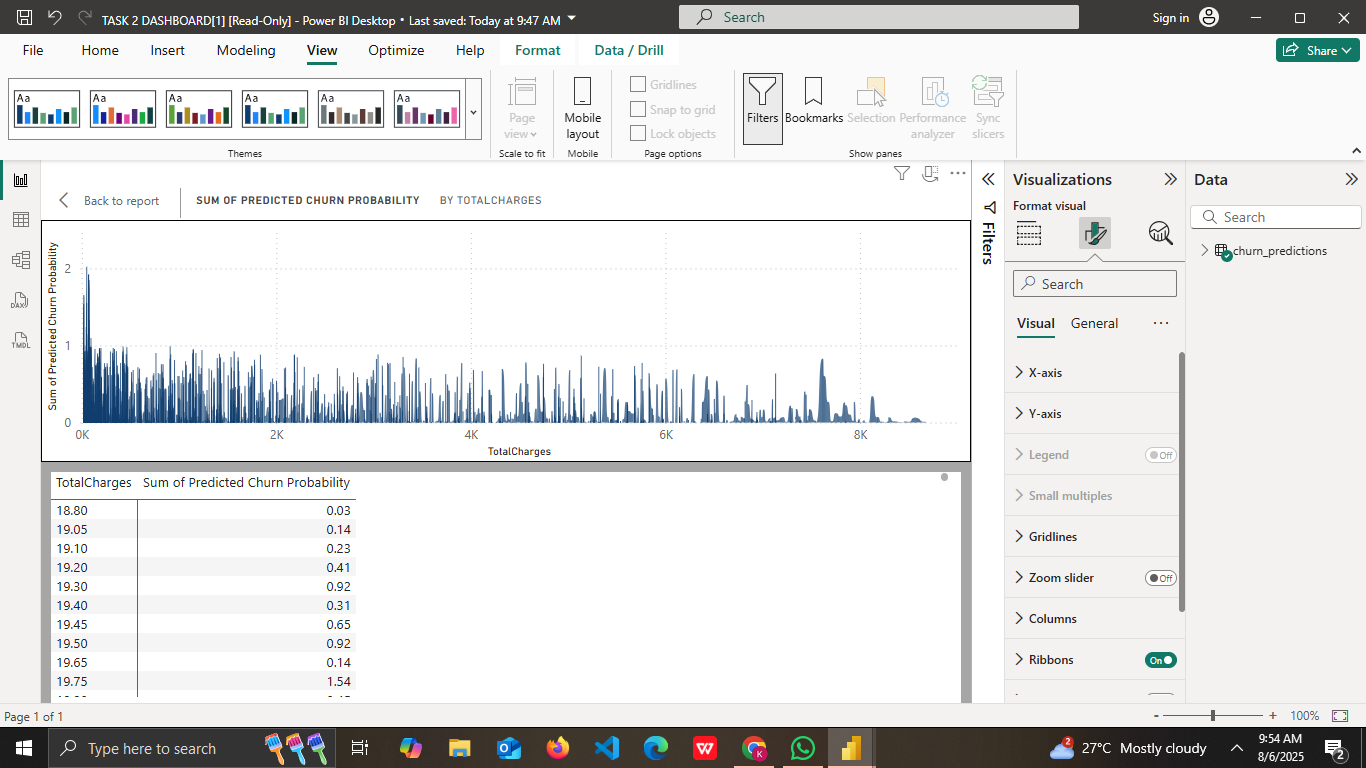 TASK 2 DASHBOARD[1] [Read-Only] - Power BI Desktop • Last saved: Today at 9:47 AM
Search
Sign in
File
Home
Insert
Modeling
View
Optimize
Help
Format
Data / Drill
Share
Aa
Aa
Aa
Aa
Aa
Aa
Themes
Page
view
Scale to fit
Mobile
layout
Mobile
Gridlines
Snap to grid
Lock objects
Page options
Filters
Bookmarks
Selection
Performance
analyzer
Sync
slicers
Show panes
Back to report
SUM OF PREDICTED CHURN PROBABILITY
BY TOTALCHARGES
Sum of Predicted Churn Probability
2
1
0
0K
2K
4K
6K
8K
TotalCharges
TotalCharges Sum of Predicted Churn Probability
18.80 0.03
19.05 0.14
19.10 0.23
19.20 0.41
19.30 0.92
19.40 0.31
19.45 0.65
19.50 0.92
19.65 0.14
19.75 1.54
DAX
TMDL
Filters
Visualizations
Format visual
Search
Visual
General
X-axis
Y-axis
Legend
Off
Small multiples
Gridlines
Zoom slider
Off
Columns
Ribbons
On
Data
Search
churn_predictions
Page 1 of 1
- + 100%
Type here to search
2
27°C Mostly cloudy
9:54 AM
8/6/2025
2